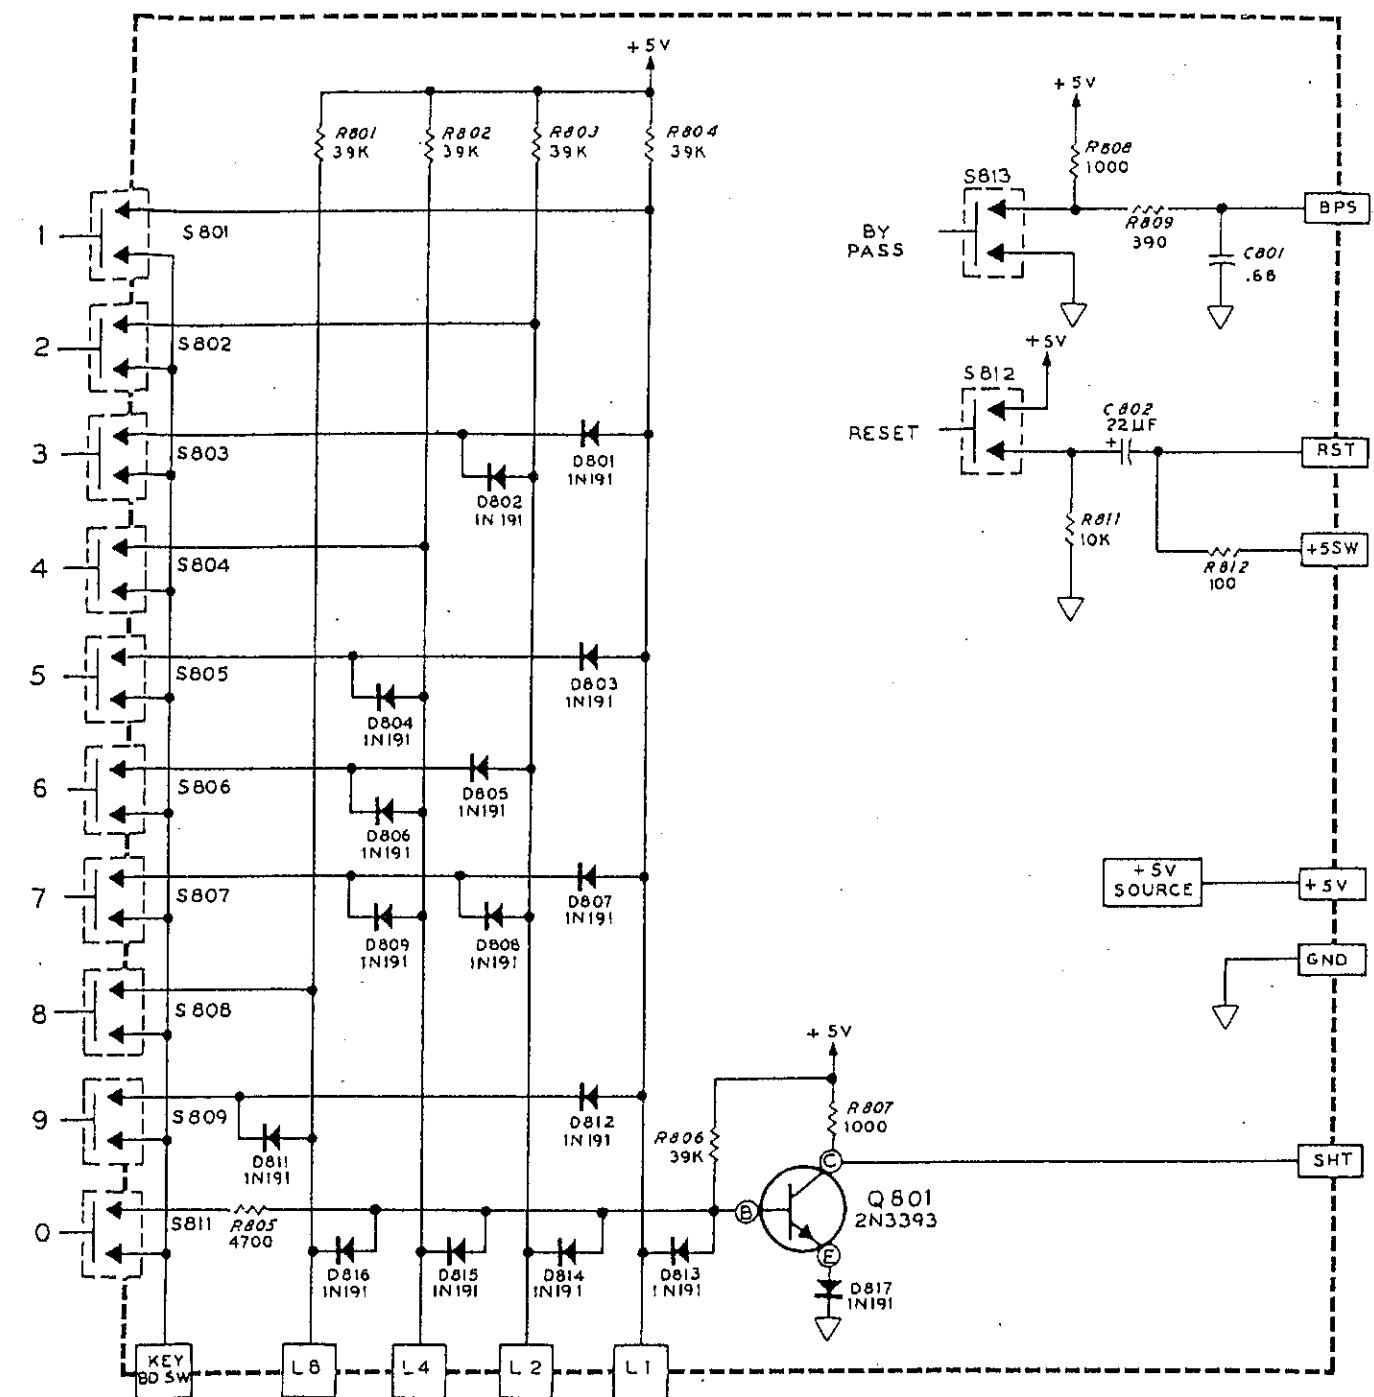 +5V
R801
39K
R802
39K
R803
39K
R804
39K
+5V
R808
1000
S813
BY
PASS
R809
390
C801
.68
BPS
1
S801
2
S802
3
S803
D801
1N191
D802
1N191
+5V
S812
RESET
C802
22µF
+
RST
R811
10K
R812
100
+5SW
4
S804
5
S805
D803
1N191
D804
1N191
6
S806
D805
1N191
D806
1N191
7
S807
D807
1N191
D809
1N191
D808
1N191
+5V
SOURCE
+5V
GND
8
S808
9
S809
D812
1N191
D811
1N191
+5V
R806
39K
R807
1000
C
SHT
B
Q801
2N3393
E
0
S811
R805
4700
D816
1N191
D815
1N191
D814
1N191
D813
1N191
D817
1N191
KEY
BD SW
L8
L4
L2
L1